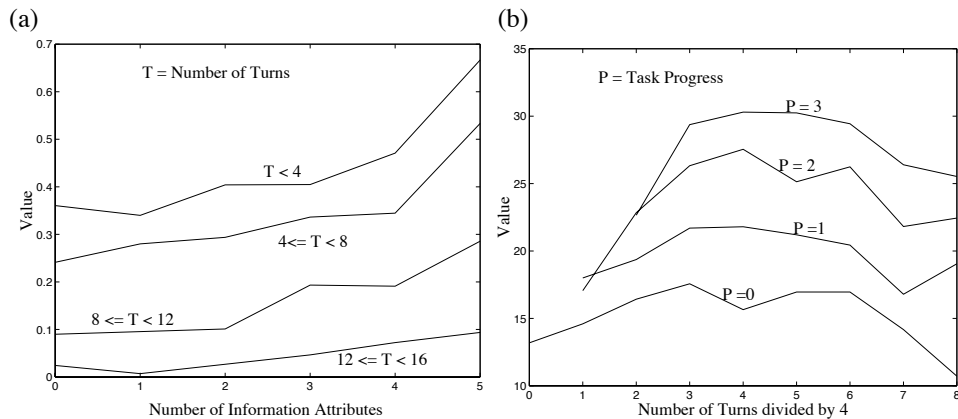 (a)
0.7
0.6
0.5
0.4
0.3
0.2
0.1
0
Value
T = Number of Turns
T < 4
4<= T < 8
8 <= T < 12
12 <= T < 16
0 1 2 3 4 5
Number of Information Attributes
(b)
35
30
25
20
15
10
Value
P = Task Progress
P = 3
P = 2
P =1
P =0
0 1 2 3 4 5 6 7 8
Number of Turns divided by 4